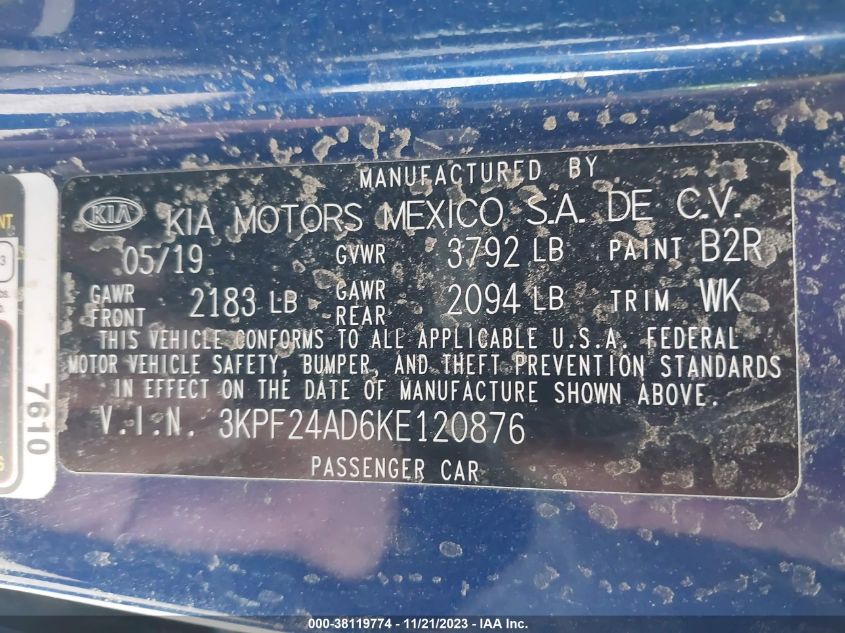 MANUFACTURED BY
KIA KIA MOTORS MEXICO S.A. DE C.V.
05/19 GVWR 3792 LB PAINT B2R
GAWR FRONT 2183 LB GAWR REAR 2094 LB TRIM WK
THIS VEHICLE CONFORMS TO ALL APPLICABLE U.S.A. FEDERAL
MOTOR VEHICLE SAFETY, BUMPER, AND THEFT PREVENTION STANDARDS
IN EFFECT ON THE DATE OF MANUFACTURE SHOWN ABOVE.
V.I.N. 3KPF24AD6KE120876
PASSENGER CAR
7610
000-38119774 - 11/21/2023 - IAA Inc.